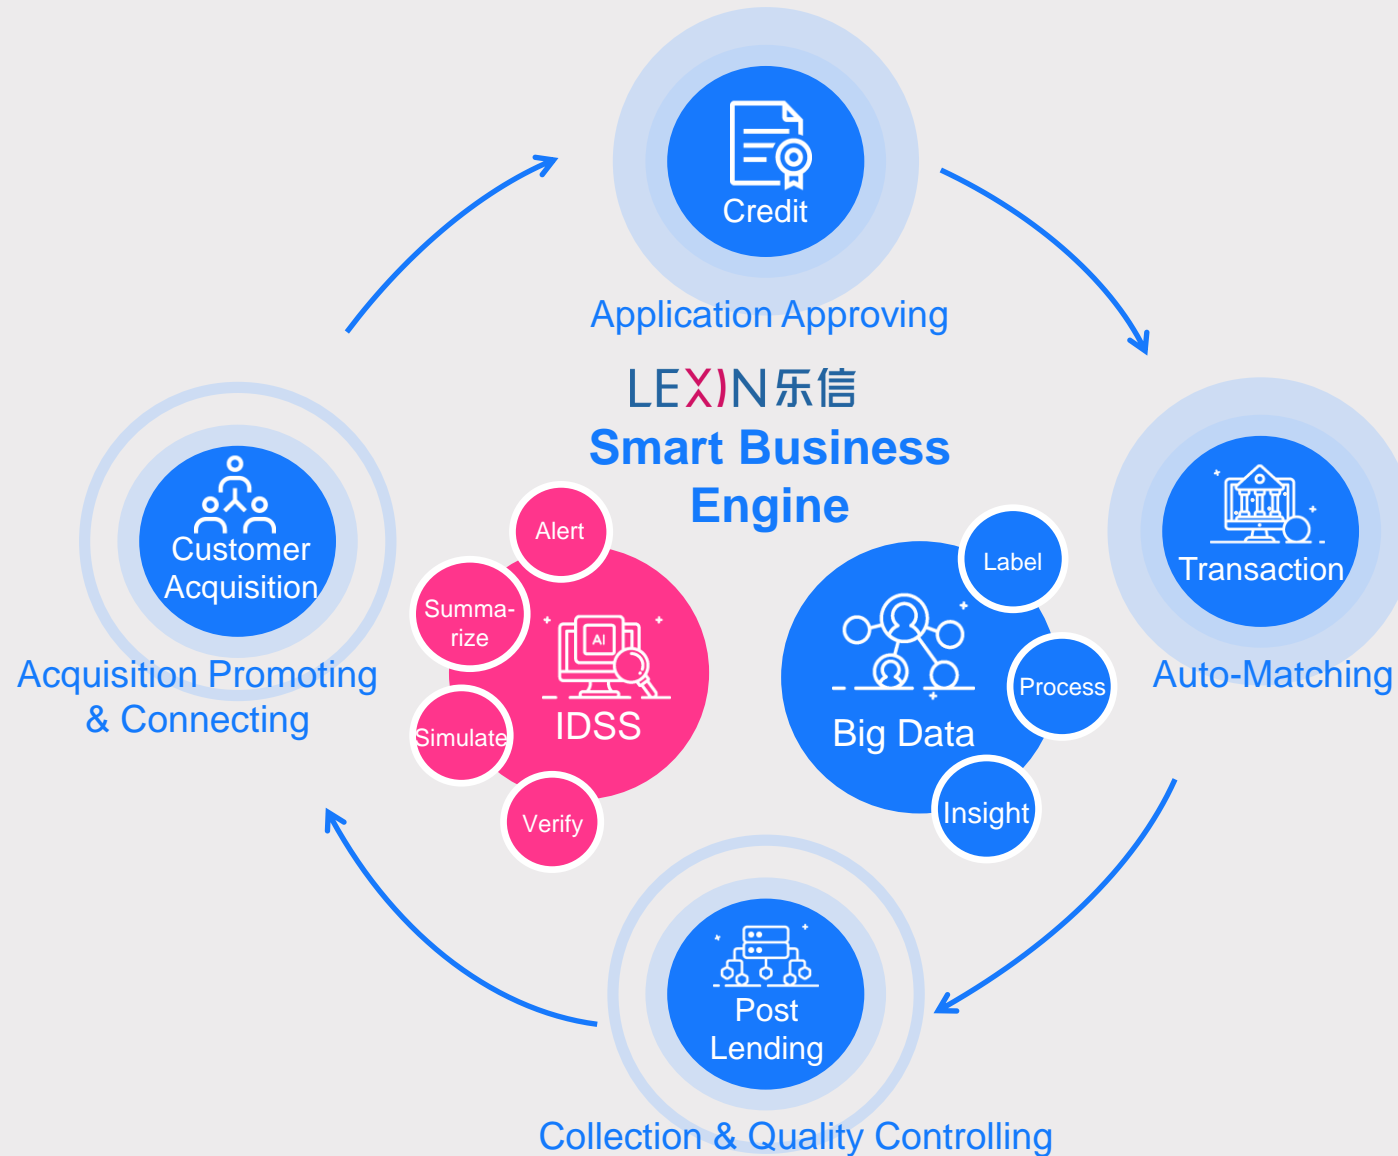 Credit
Application Approving
LEXIN乐信
Smart Business
Engine
Customer
Acquisition
Acquisition Promoting
& Connecting
Alert
Summa-
rize
Simulate
Verify
AI
IDSS
Label
Process
Insight
Big Data
Transaction
Auto-Matching
Post
Lending
Collection & Quality Controlling